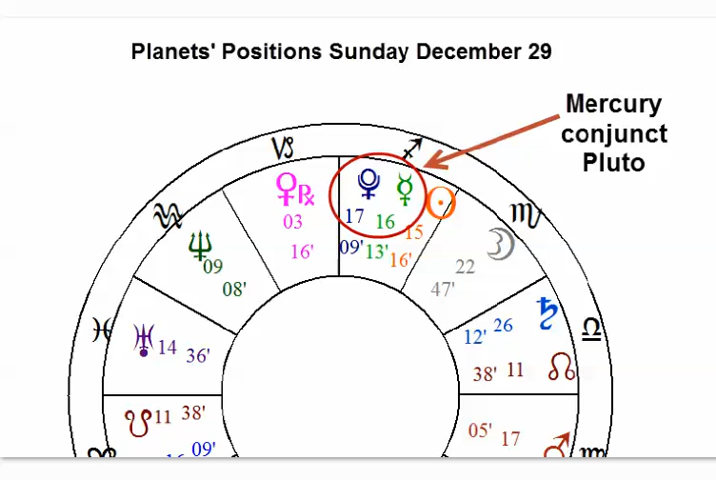 Planets' Positions Sunday December 29
Mercury
conjunct
Pluto
17 16 15
09' 13' 16'
03
16'
09
08'
22
47'
14 36'
12' 26
38' 11
11 38'
05' 17
09'